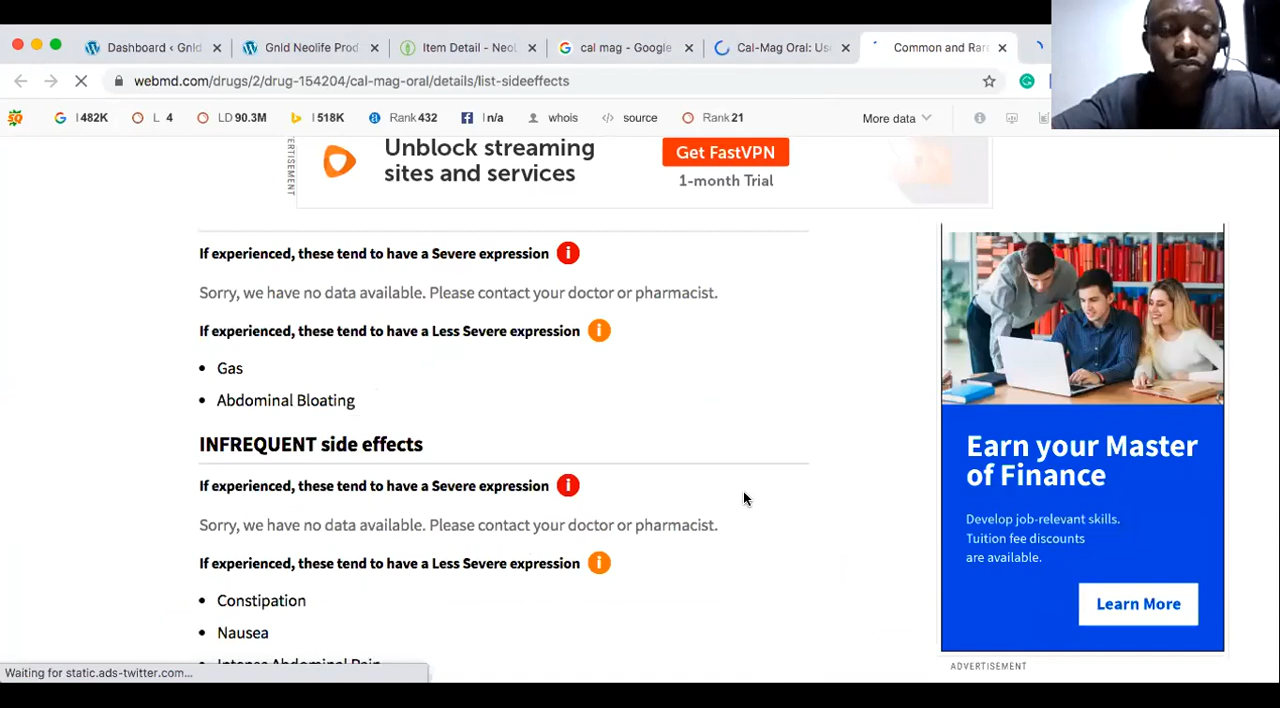 Dashboard ‹ Gnld
Gnld Neolife Prod
Item Detail - NeoL
cal mag - Google
Cal-Mag Oral: Use
Common and Rare
webmd.com/drugs/2/drug-154204/cal-mag-oral/details/list-sideeffects
SQ
I 482K
L 4
LD 90.3M
I 518K
Rank 432
I n/a
whois
source
Rank 21
More data
ADVERTISEMENT
Unblock streaming
sites and services
Get FastVPN
1-month Trial
If experienced, these tend to have a Severe expression i
Sorry, we have no data available. Please contact your doctor or pharmacist.
If experienced, these tend to have a Less Severe expression i
• Gas
• Abdominal Bloating
INFREQUENT side effects
If experienced, these tend to have a Severe expression i
Sorry, we have no data available. Please contact your doctor or pharmacist.
If experienced, these tend to have a Less Severe expression i
• Constipation
• Nausea
• Intense Abdominal Pain
Earn your Master
of Finance
Develop job-relevant skills.
Tuition fee discounts
are available.
Learn More
ADVERTISEMENT
Waiting for static.ads-twitter.com...